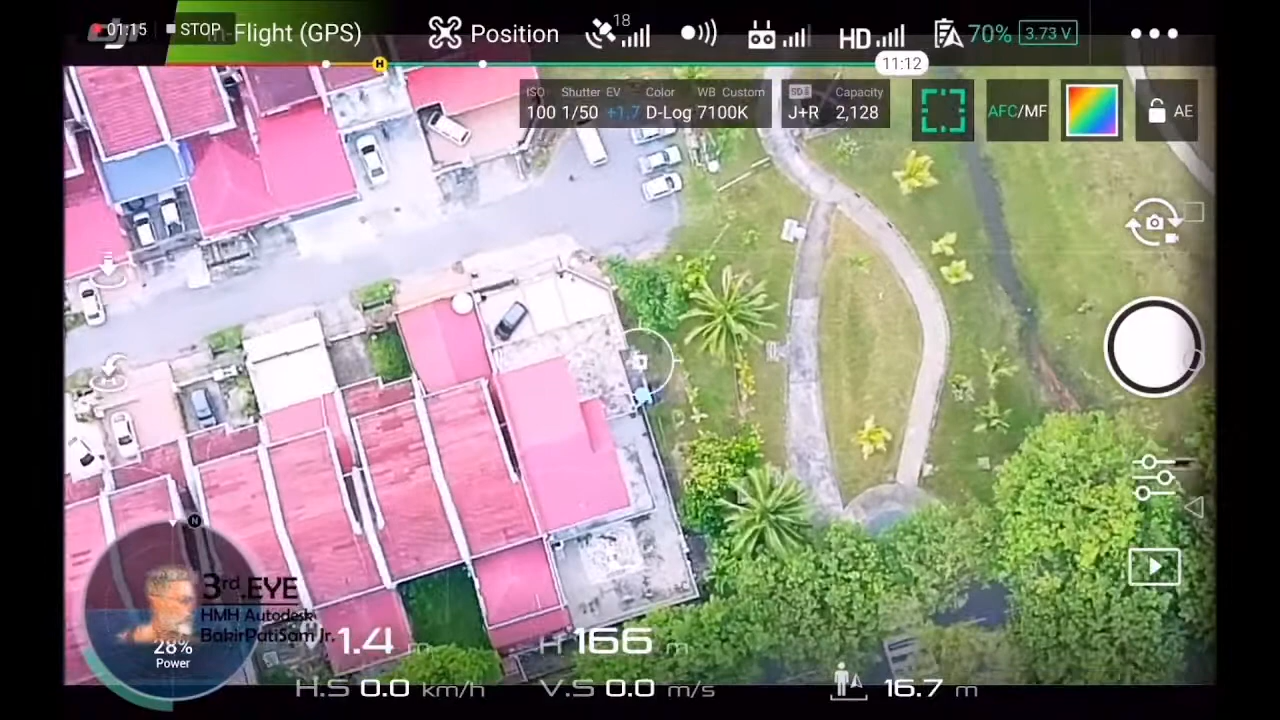 01:15 STOP
In-Flight (GPS)
18
Position
HD
70% 3.73 V
H
11:12
ISO Shutter EV Color WB Custom
100 1/50 +1.7 D-Log 7100K
Capacity
J+R 2,128
AFC/MF
AE
N
3rd.EYE
HMH Autodesk
BakirPatiSam Jr.
28%
Power
1.4 m
H 166 m
H.S 0.0 km/h
V.S 0.0 m/s
16.7 m